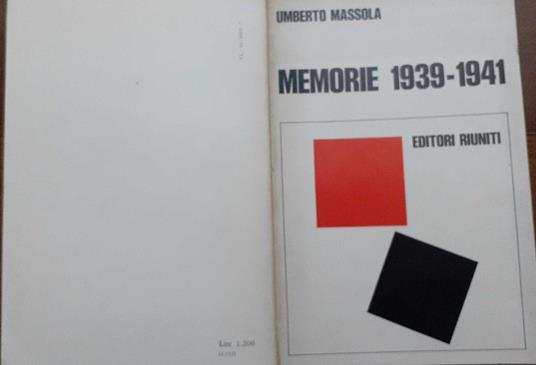 UMBERTO MASSOLA
MEMORIE 1939-1941
EDITORI RIUNITI
Lire 1.200